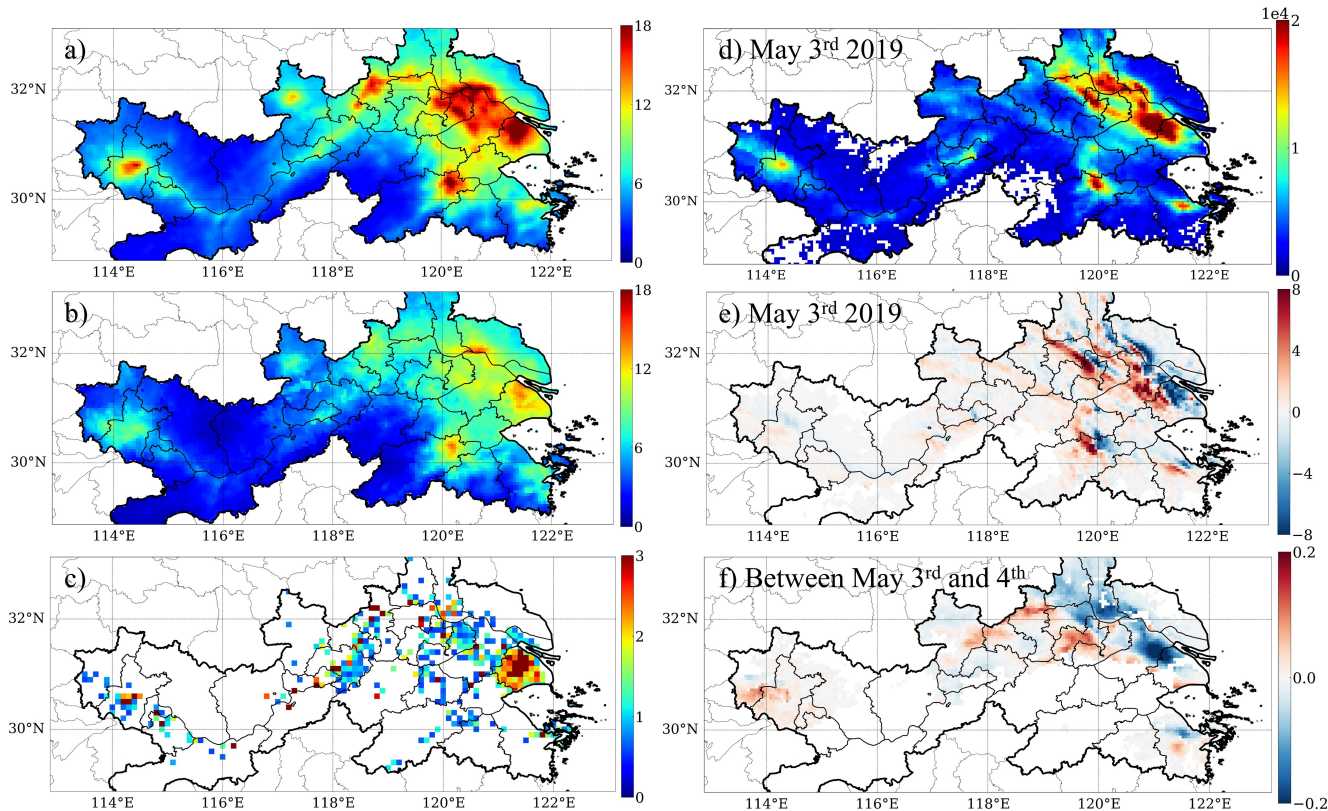 a)
18
12
6
0
32°N
30°N
114°E 116°E 118°E 120°E 122°E
d) May 3rd 2019
1e4
2
1
0
32°N
30°N
114°E 116°E 118°E 120°E 122°E
b)
18
12
6
0
32°N
30°N
114°E 116°E 118°E 120°E 122°E
e) May 3rd 2019
8
4
0
−4
−8
32°N
30°N
114°E 116°E 118°E 120°E 122°E
c)
3
2
1
0
32°N
30°N
114°E 116°E 118°E 120°E 122°E
f) Between May 3rd and 4th
0.2
0.0
−0.2
32°N
30°N
114°E 116°E 118°E 120°E 122°E